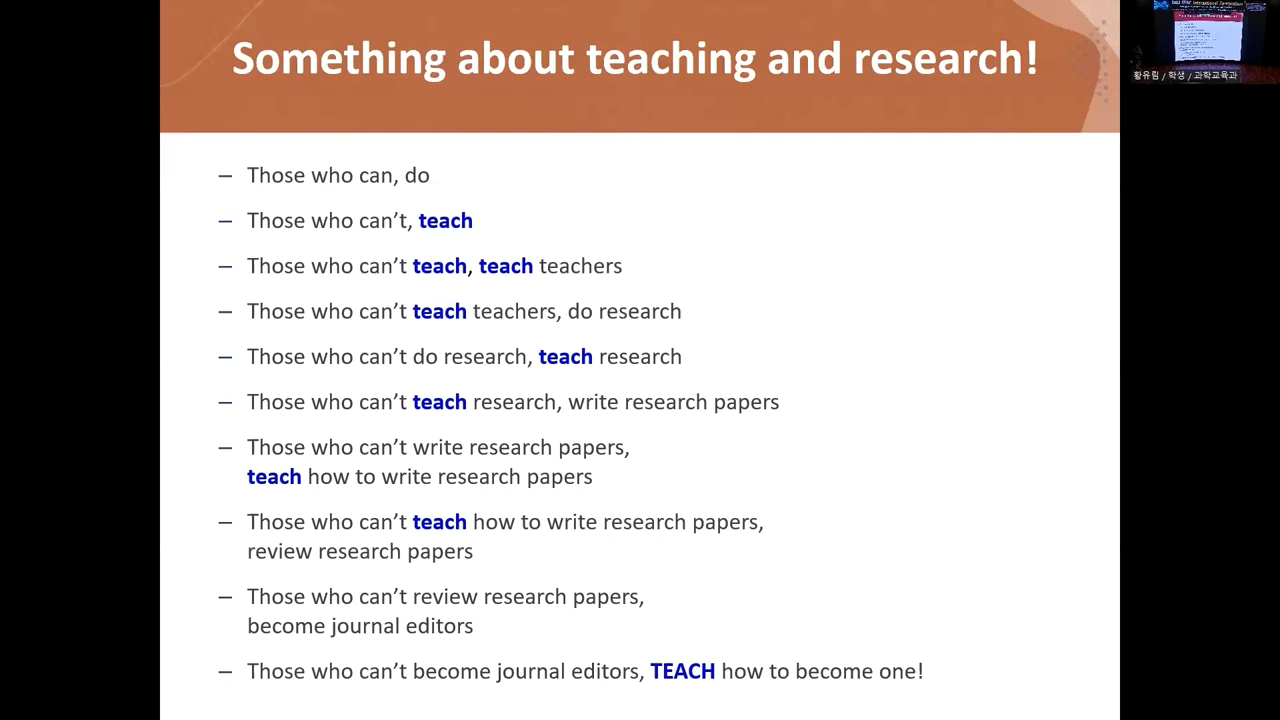 Something about teaching and research!
– Those who can, do
– Those who can’t, teach
– Those who can’t teach, teach teachers
– Those who can’t teach teachers, do research
– Those who can’t do research, teach research
– Those who can’t teach research, write research papers
– Those who can’t write research papers,
teach how to write research papers
– Those who can’t teach how to write research papers,
review research papers
– Those who can’t review research papers,
become journal editors
– Those who can’t become journal editors, TEACH how to become one!
International Symposium
황유림 / 학생 / 과학교육과